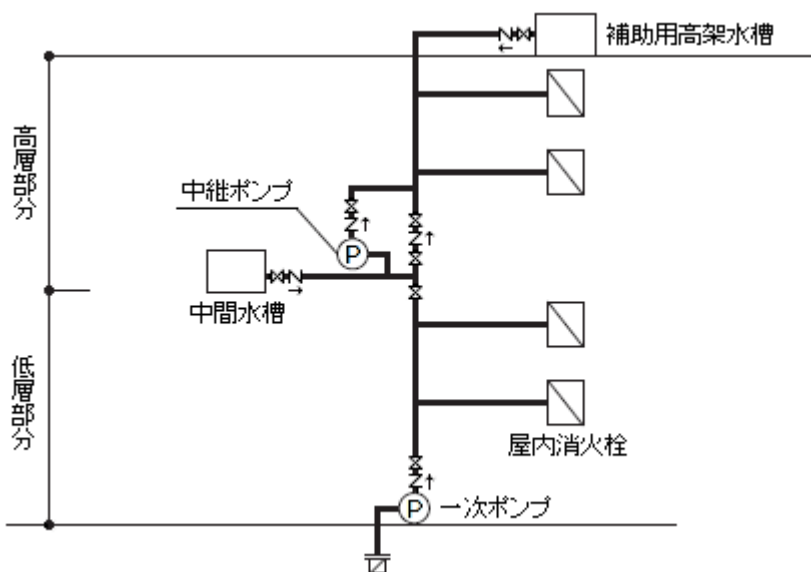 補助用高架水槽
高層部分
中継ポンプ
P
中間水槽
低層部分
屋内消火栓
P
一次ポンプ